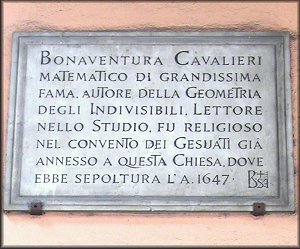 BONAVENTURA CAVALIERI
MATEMATICO DI GRANDISSIMA
FAMA, AUTORE DELLA GEOMETRIA
DEGLI INDIVISIBILI, LETTORE
NELLO STUDIO, FU RELIGIOSO
NEL CONVENTO DEI GESUATI GIÀ
ANNESSO A QUESTA CHIESA, DOVE
EBBE SEPOLTURA L'A. 1647·